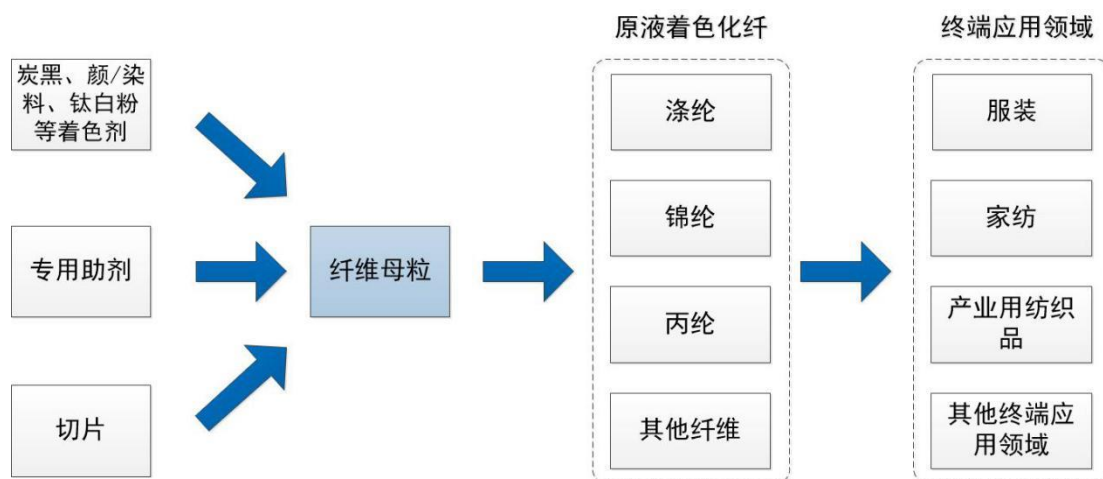 炭黑、颜/染
料、钛白粉
等着色剂
专用助剂
切片
纤维母粒
原液着色化纤
涤纶
锦纶
丙纶
其他纤维
终端应用领域
服装
家纺
产业用纺织
品
其他终端应
用领域